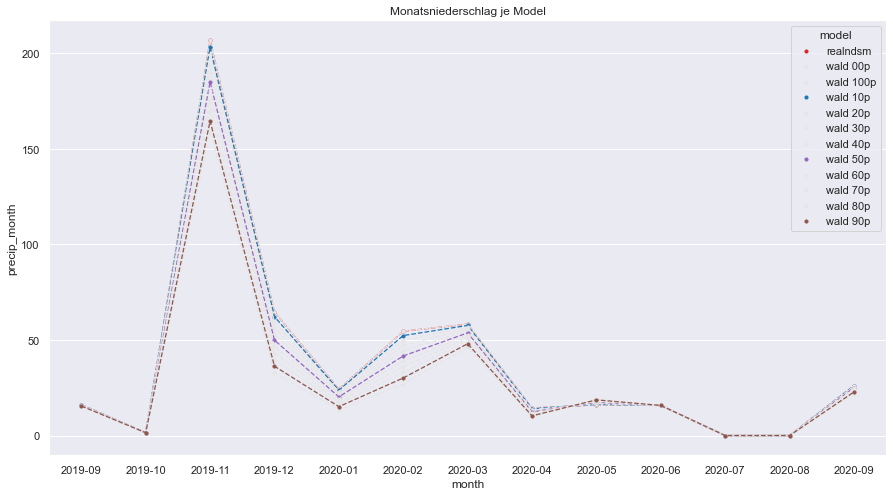 Monatsniederschlag je Model
model
realndsm
wald 00p
wald 100p
wald 10p
wald 20p
wald 30p
wald 40p
wald 50p
wald 60p
wald 70p
wald 80p
wald 90p
precip_month
200
150
100
50
0
2019-09 2019-10 2019-11 2019-12 2020-01 2020-02 2020-03 2020-04 2020-05 2020-06 2020-07 2020-08 2020-09
month